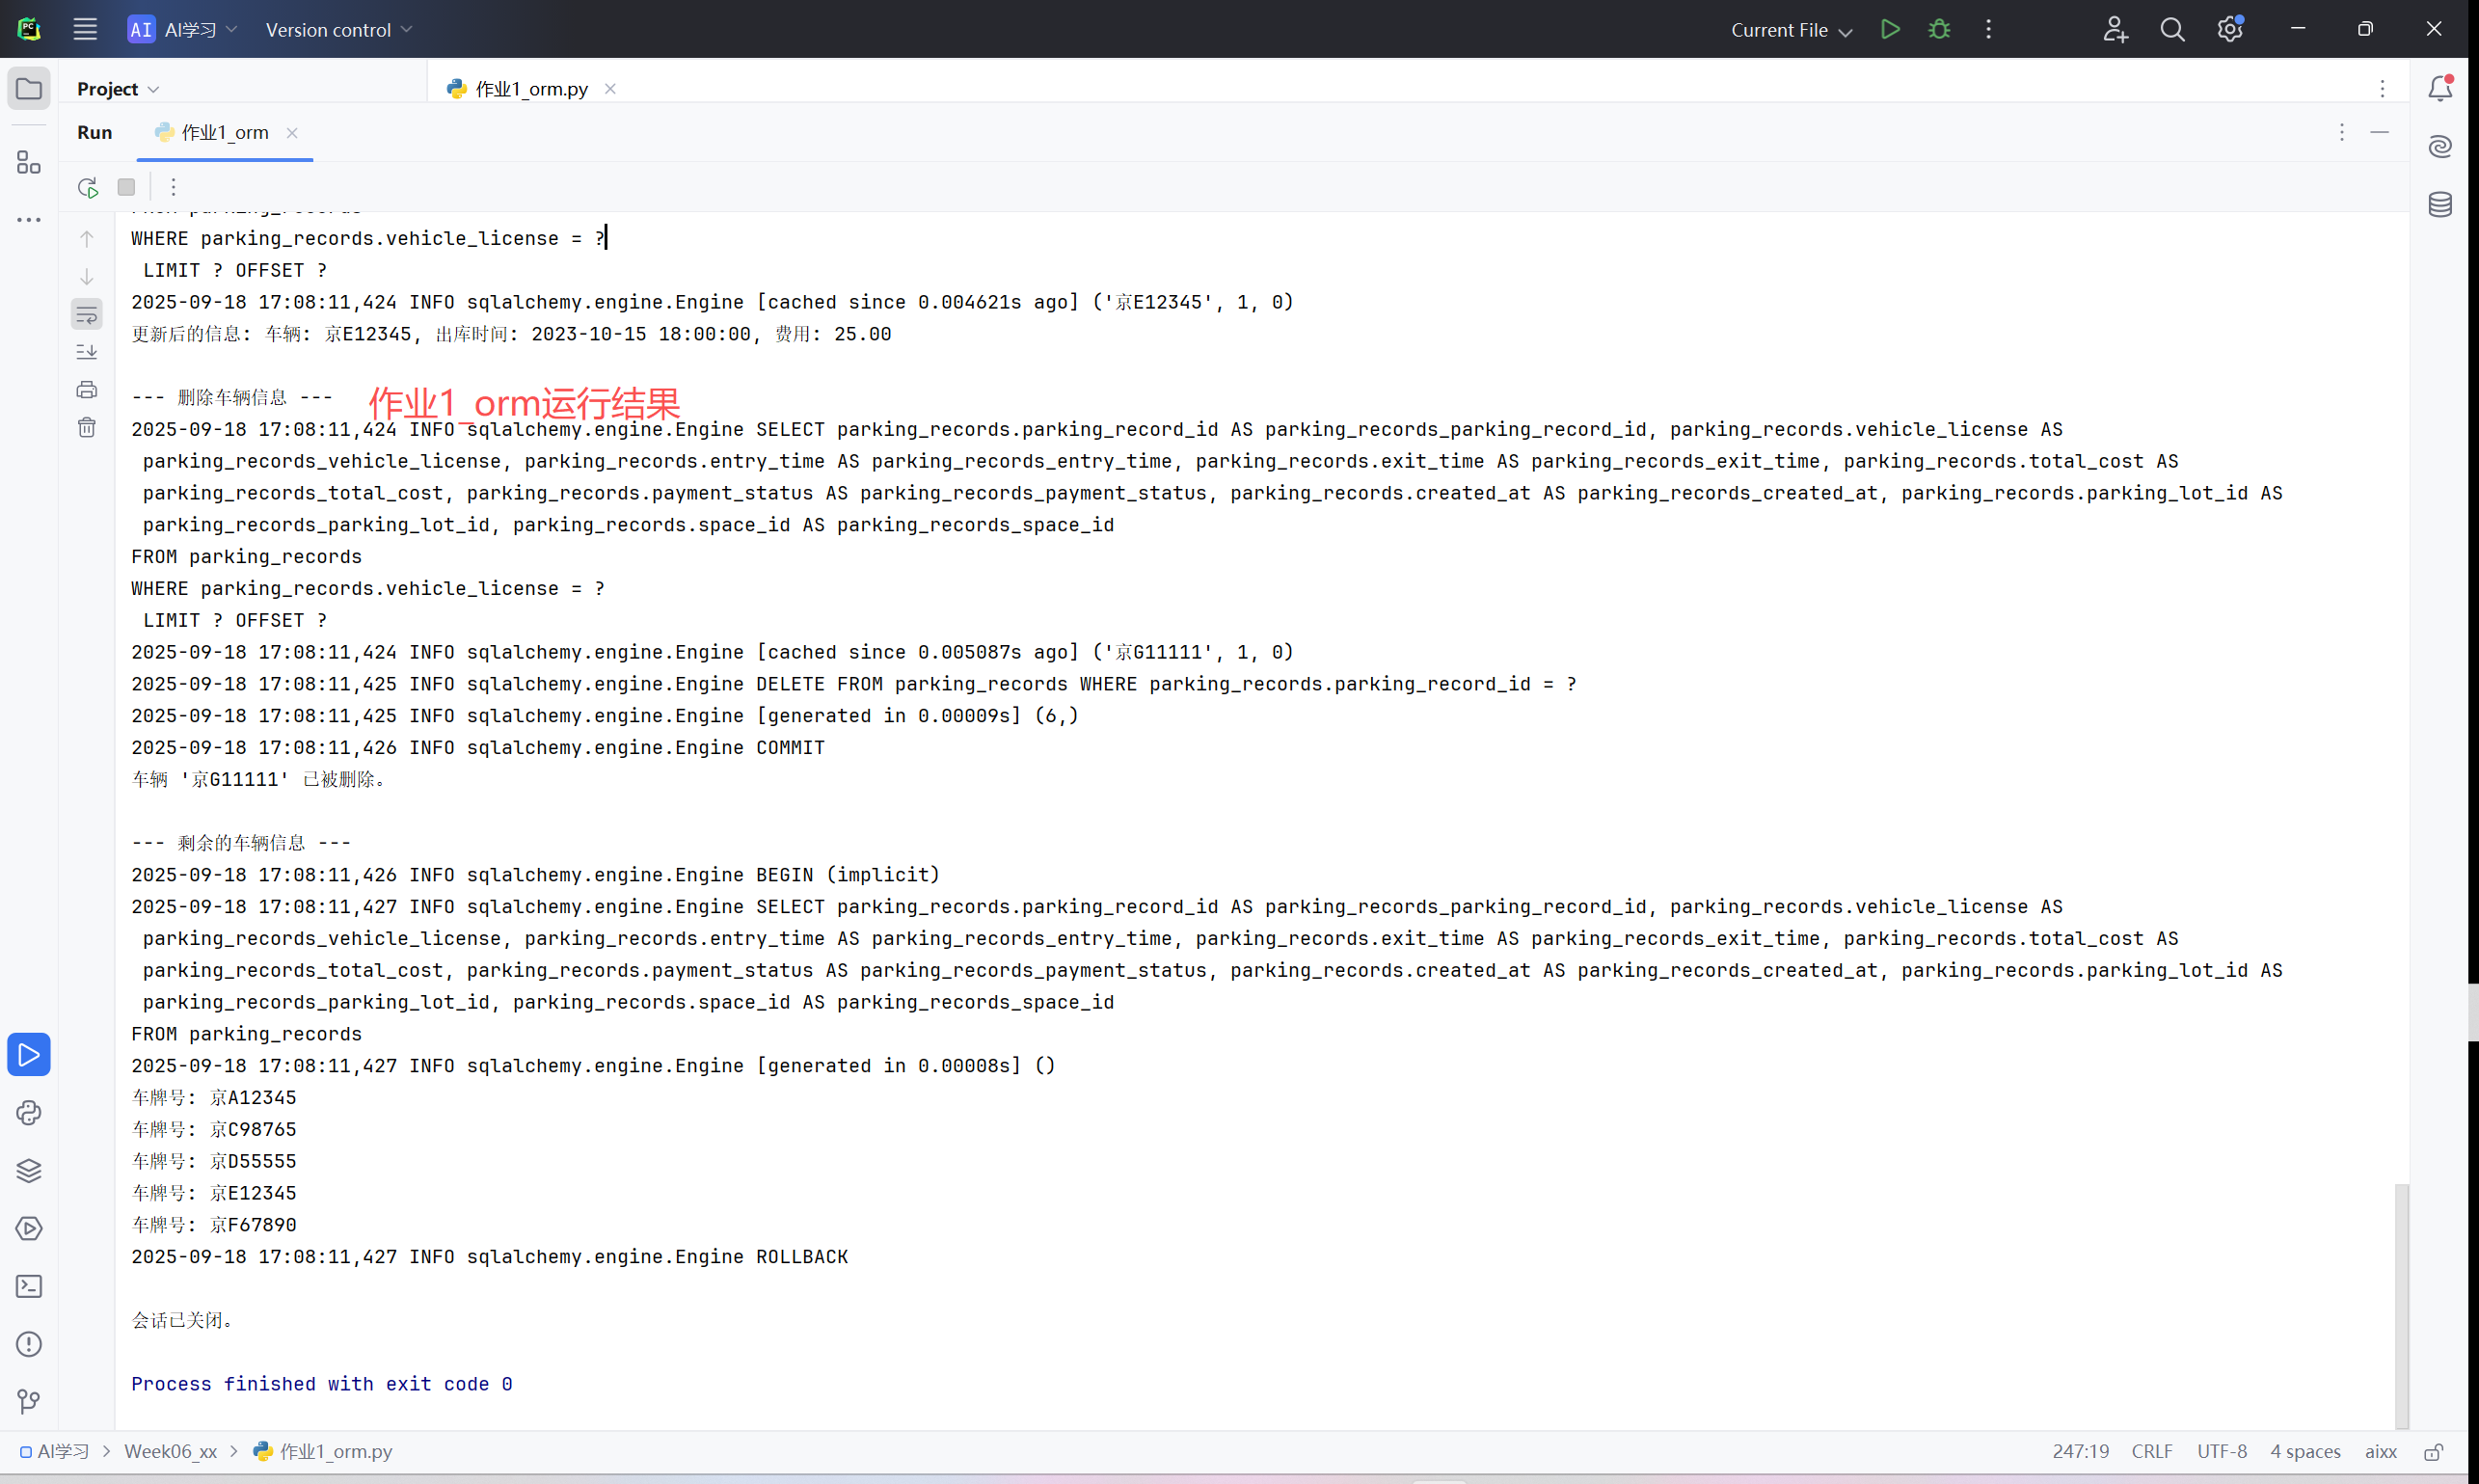 PC AI AI学习 Version control Current File
Project 作业1_orm.py
Run 作业1_orm
WHERE parking_records.vehicle_license = ?
LIMIT ? OFFSET ?
2025-09-18 17:08:11,424 INFO sqlalchemy.engine.Engine [cached since 0.004621s ago] ('京E12345', 1, 0)
更新后的信息: 车辆: 京E12345, 出库时间: 2023-10-15 18:00:00, 费用: 25.00
--- 删除车辆信息 ---
作业1_orm运行结果
2025-09-18 17:08:11,424 INFO sqlalchemy.engine.Engine SELECT parking_records.parking_record_id AS parking_records_parking_record_id, parking_records.vehicle_license AS
parking_records_vehicle_license, parking_records.entry_time AS parking_records_entry_time, parking_records.exit_time AS parking_records_exit_time, parking_records.total_cost AS
parking_records_total_cost, parking_records.payment_status AS parking_records_payment_status, parking_records.created_at AS parking_records_created_at, parking_records.parking_lot_id AS
parking_records_parking_lot_id, parking_records.space_id AS parking_records_space_id
FROM parking_records
WHERE parking_records.vehicle_license = ?
LIMIT ? OFFSET ?
2025-09-18 17:08:11,424 INFO sqlalchemy.engine.Engine [cached since 0.005087s ago] ('京G11111', 1, 0)
2025-09-18 17:08:11,425 INFO sqlalchemy.engine.Engine DELETE FROM parking_records WHERE parking_records.parking_record_id = ?
2025-09-18 17:08:11,425 INFO sqlalchemy.engine.Engine [generated in 0.00009s] (6,)
2025-09-18 17:08:11,426 INFO sqlalchemy.engine.Engine COMMIT
车辆 '京G11111' 已被删除。
--- 剩余的车辆信息 ---
2025-09-18 17:08:11,426 INFO sqlalchemy.engine.Engine BEGIN (implicit)
2025-09-18 17:08:11,427 INFO sqlalchemy.engine.Engine SELECT parking_records.parking_record_id AS parking_records_parking_record_id, parking_records.vehicle_license AS
parking_records_vehicle_license, parking_records.entry_time AS parking_records_entry_time, parking_records.exit_time AS parking_records_exit_time, parking_records.total_cost AS
parking_records_total_cost, parking_records.payment_status AS parking_records_payment_status, parking_records.created_at AS parking_records_created_at, parking_records.parking_lot_id AS
parking_records_parking_lot_id, parking_records.space_id AS parking_records_space_id
FROM parking_records
2025-09-18 17:08:11,427 INFO sqlalchemy.engine.Engine [generated in 0.00008s] ()
车牌号: 京A12345
车牌号: 京C98765
车牌号: 京D55555
车牌号: 京E12345
车牌号: 京F67890
2025-09-18 17:08:11,427 INFO sqlalchemy.engine.Engine ROLLBACK
会话已关闭。
Process finished with exit code 0
AI学习 > Week06_xx > 作业1_orm.py 247:19 CRLF UTF-8 4 spaces aixx